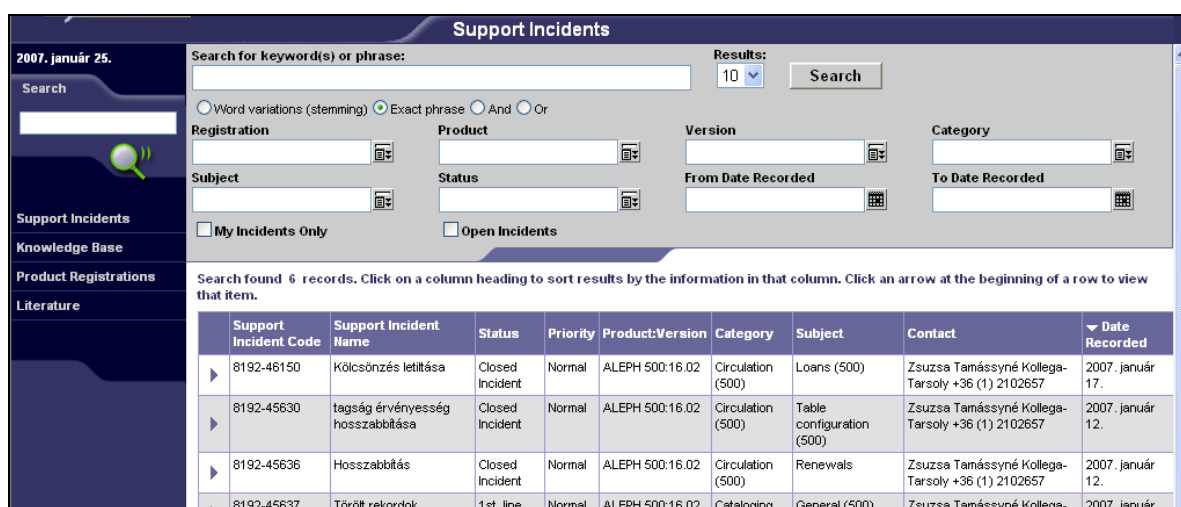 Support Incidents
2007. január 25.
Search
Support Incidents
Knowledge Base
Product Registrations
Literature
Search for keyword(s) or phrase:
Results:
10
Search
Word variations (stemming) Exact phrase And Or
Registration Product Version Category
Subject Status From Date Recorded To Date Recorded
My Incidents Only Open Incidents
Search found 6 records. Click on a column heading to sort results by the information in that column. Click an arrow at the beginning of a row to view
that item.
Support Incident Code Support Incident Name Status Priority Product:Version Category Subject Contact Date Recorded
8192-46150 Kölcsönzés letiltása Closed Incident Normal ALEPH 500:16.02 Circulation (500) Loans (500) Zsuzsa Tamássyné Kollega-Tarsoly +36 (1) 2102657 2007. január 17.
8192-45630 tagság érvényesség hosszabbítása Closed Incident Normal ALEPH 500:16.02 Circulation (500) Table configuration (500) Zsuzsa Tamássyné Kollega-Tarsoly +36 (1) 2102657 2007. január 12.
8192-45636 Hosszabbítás Closed Incident Normal ALEPH 500:16.02 Circulation (500) Renewals Zsuzsa Tamássyné Kollega-Tarsoly +36 (1) 2102657 2007. január 12.
8192-45637 Törölt rekordok 1st. line Normal ALEPH 500:16.02 Cataloging General (500) Zsuzsa Tamássyné Kollega- 2007. január